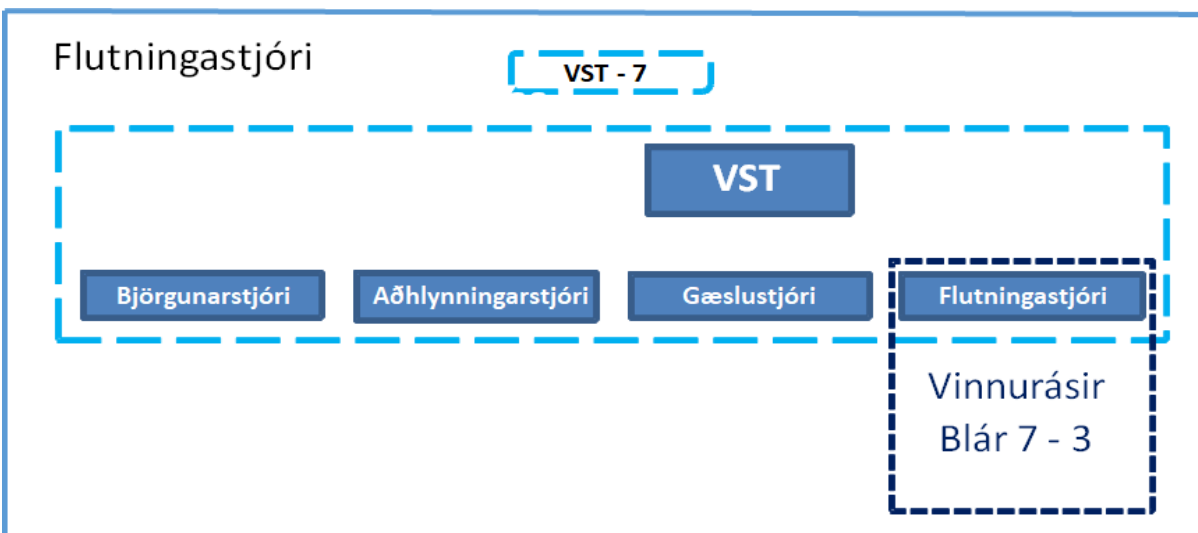 Flutningastjóri
VST - 7
VST
Björgunarstjóri
Aðhlynningarstjóri
Gæslustjóri
Flutningastjóri
Vinnurásir
Blár 7 - 3